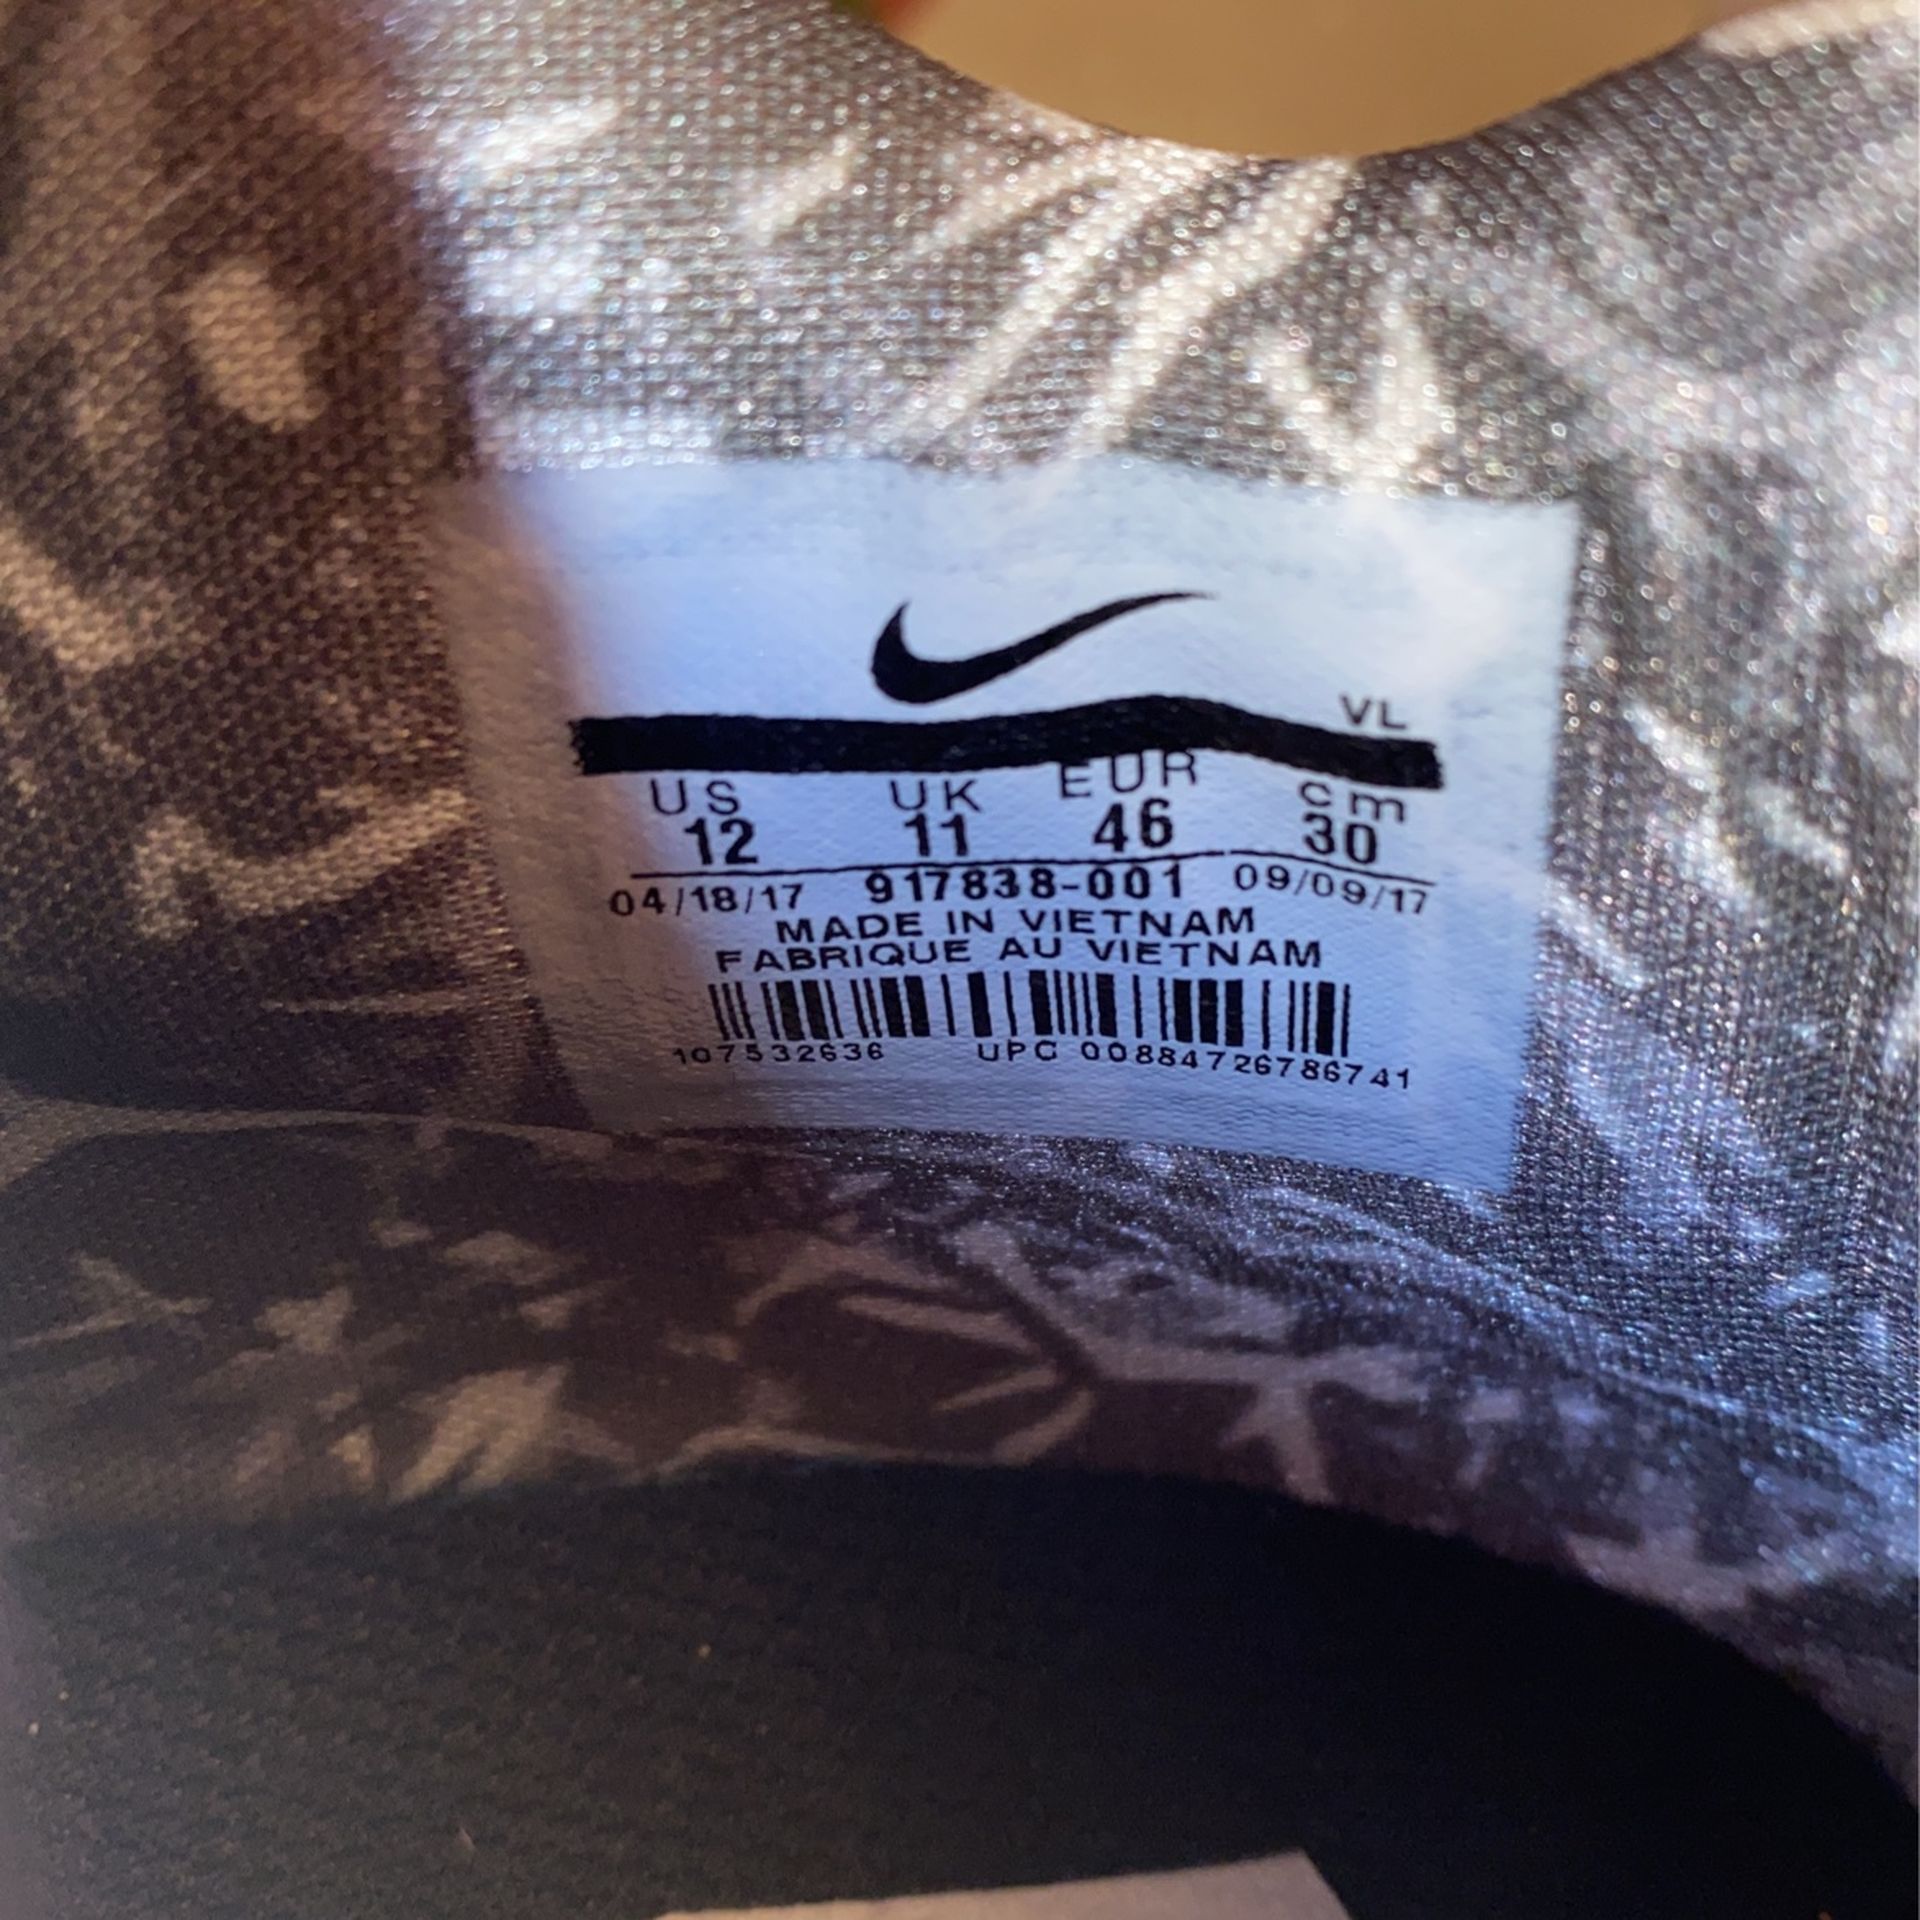 VL
US UK EUR cm
12 11 46 30
04/18/17 917838-001 09/09/17
MADE IN VIETNAM
FABRIQUE AU VIETNAM
107532636 UPC 00884726786741